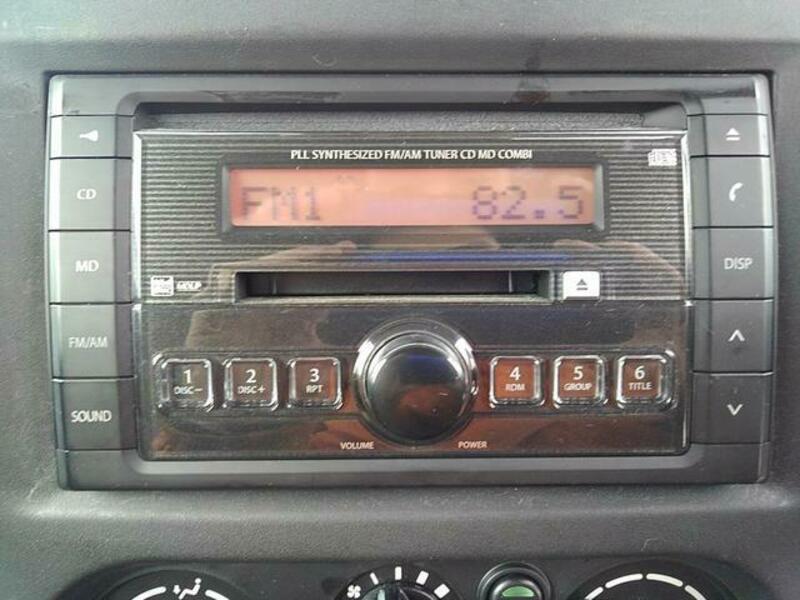 PLL SYNTHESIZED FM/AM TUNER CD MD COMBI
FM1 82.5
CD
MD
FM/AM
SOUND
DISP
MDLP
1 DISC-
2 DISC+
3 RPT
4 RDM
5 GROUP
6 TITLE
VOLUME POWER